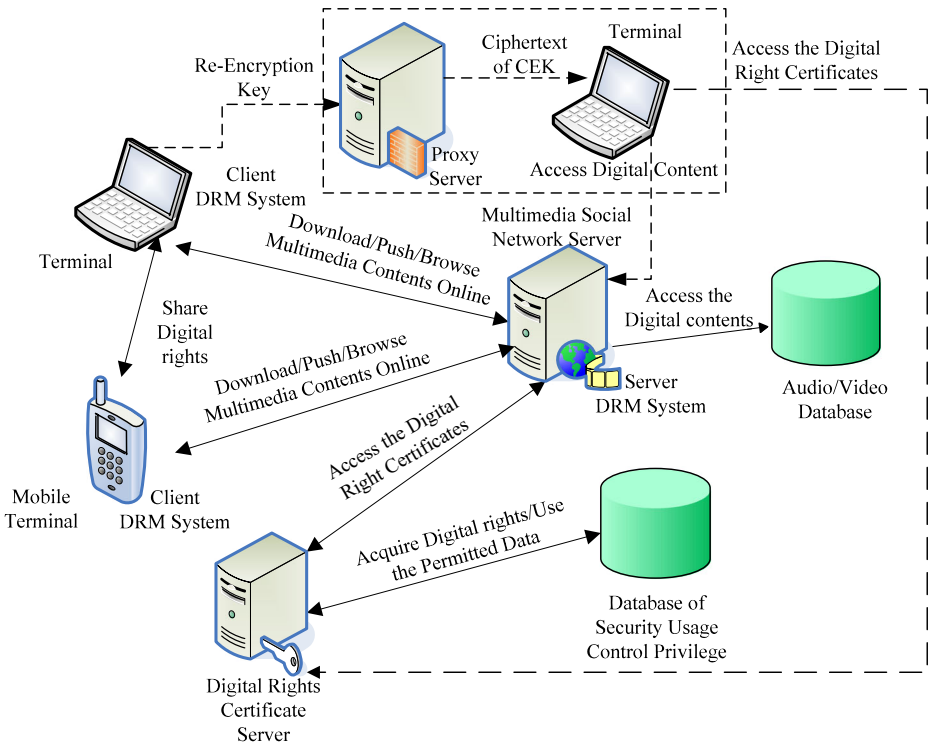 Terminal
Ciphertext
of CEK
Access the Digital
Right Certificates
Re-Encryption
Key
Proxy
Server
Access Digital Content
Client
DRM System
Terminal
Multimedia Social
Network Server
Download/Push/Browse
Multimedia Contents Online
Share
Digital
rights
Access the
Digital contents
Download/Push/Browse
Multimedia Contents Online
Server
DRM System
Audio/Video
Database
Access the Digital
Right Certificates
Mobile
Terminal
Client
DRM System
Acquire Digital rights/Use
the Permitted Data
Database of
Security Usage
Control Privilege
Digital Rights
Certificate
Server